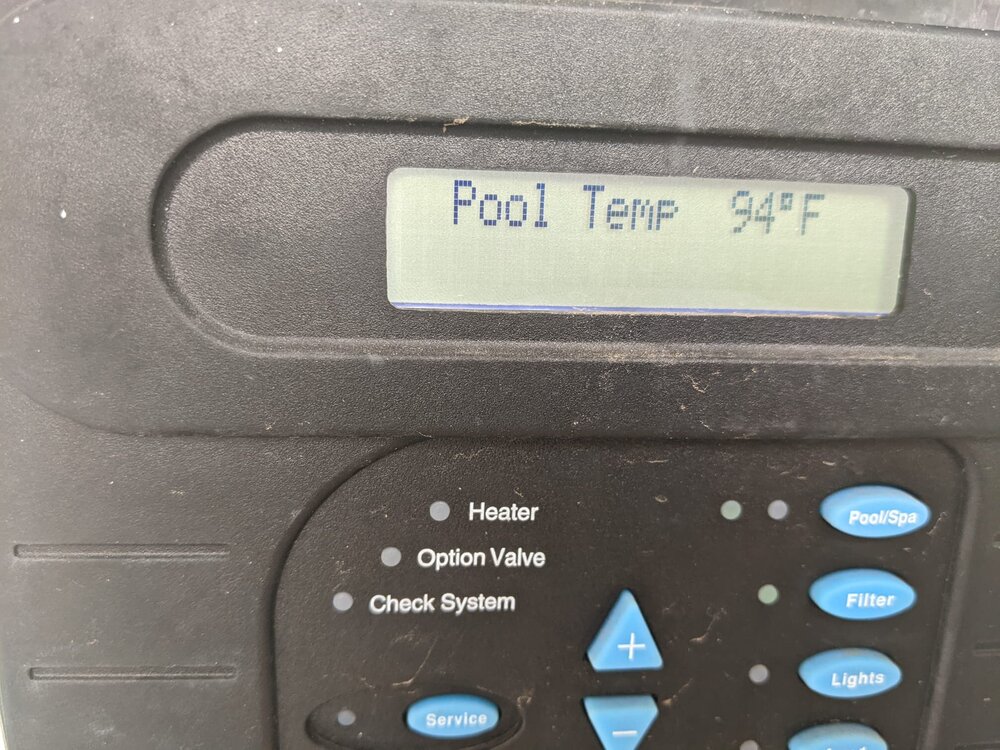 Pool Temp 94°F
Heater
Pool/Spa
Option Valve
Check System
Filter
+
Lights
Service
−